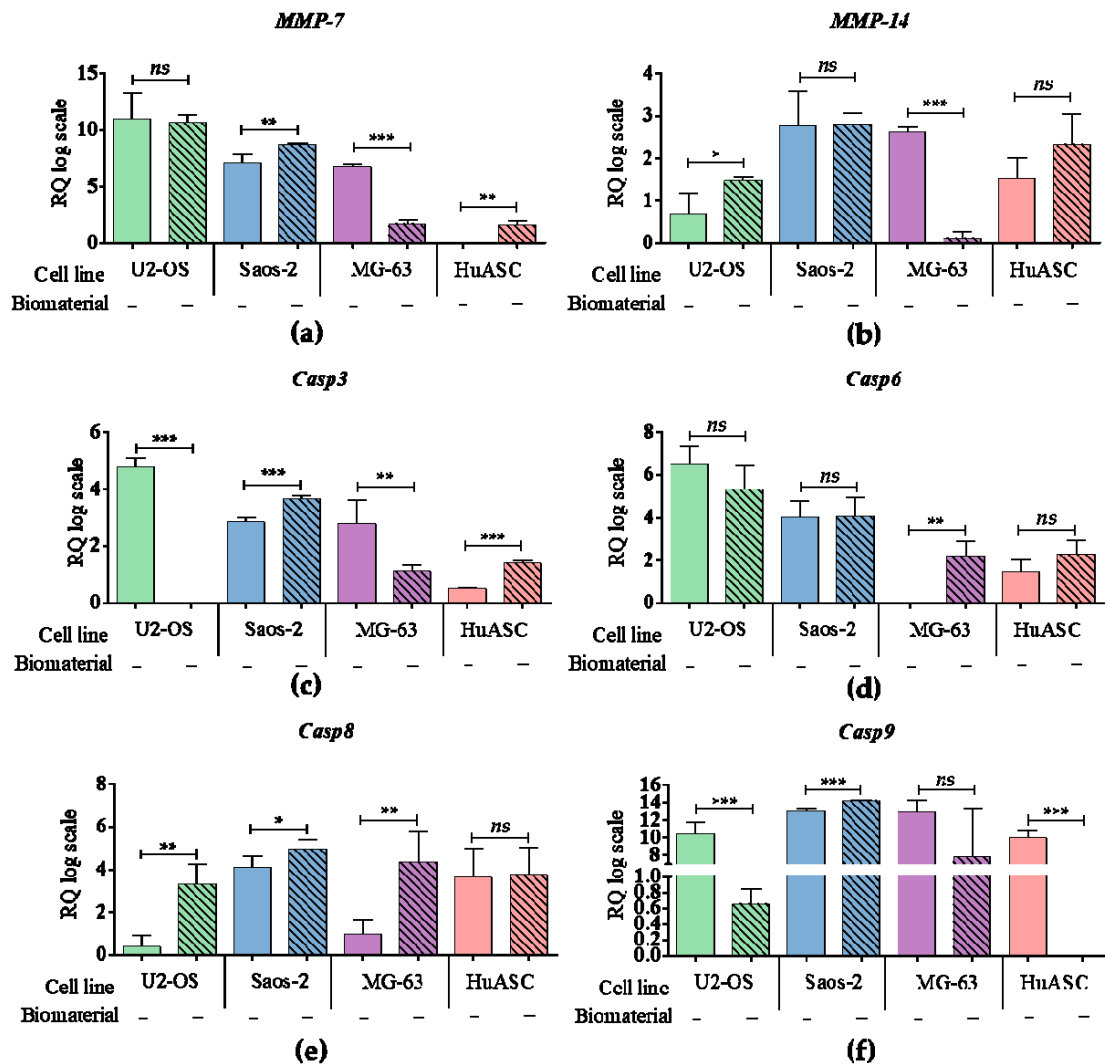 MMP-7
RQ log scale
15
10
5
0
ns
**
***
**
Cell line
U2-OS
Saos-2
MG-63
HuASC
Biomaterial
– – – – – – – –
(a)
MMP-14
RQ log scale
4
3
2
1
0
ns
***
ns
Cell line
U2-OS
Saos-2
MG-63
HuASC
Biomaterial
– – – – – – – –
(b)
Casp3
RQ log scale
6
4
2
0
***
***
**
***
Cell line
U2-OS
Saos-2
MG-63
HuASC
Biomaterial
– – – – – – – –
(c)
Casp6
RQ log scale
8
6
4
2
0
ns
ns
**
ns
Cell line
U2-OS
Saos-2
MG-63
HuASC
Biomaterial
– – – – – – – –
(d)
Casp8
RQ log scale
8
6
4
2
0
**
*
**
ns
Cell line
U2-OS
Saos-2
MG-63
HuASC
Biomaterial
– – – – – – – –
(e)
Casp9
RQ log scale
16
14
12
10
8
1.0
0.8
0.6
0.4
0.2
0.0
***
***
ns
***
Cell line
U2-OS
Saos-2
MG-63
HuASC
Biomaterial
– – – – – – – –
(f)